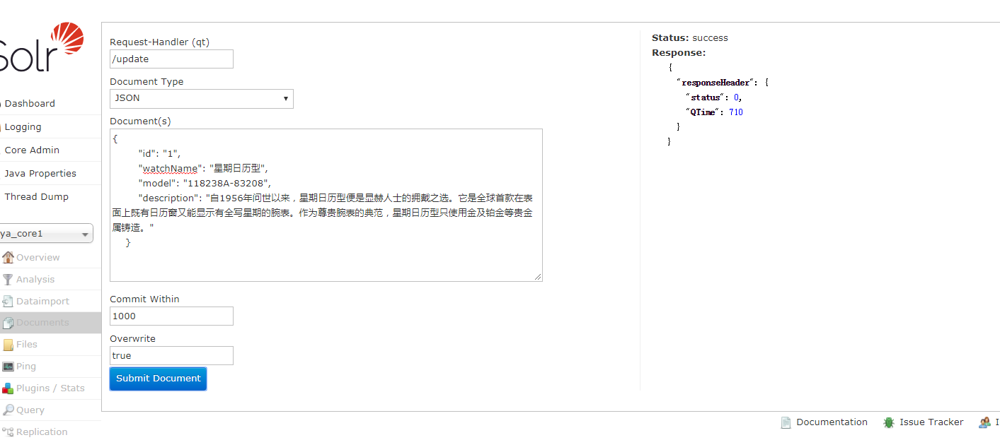 Solr
Dashboard
Logging
Core Admin
Java Properties
Thread Dump
ya_core1
Overview
Analysis
Dataimport
Documents
Files
Ping
Plugins / Stats
Query
Replication
Request-Handler (qt)
/update
Document Type
JSON
Document(s)
{
"id": "1",
"watchName": "星期日历型",
"model": "118238A-83208",
"description": "自1956年问世以来，星期日历型便是显赫人士的拥戴之选。它是全球首款在表
面上既有日历窗又能显示有全写星期的腕表。作为尊贵腕表的典范，星期日历型只使用金及铂金等贵金
属铸造。"
}
Commit Within
1000
Overwrite
true
Submit Document
Status: success
Response:
{
"responseHeader": {
"status": 0,
"QTime": 710
}
}
Documentation
Issue Tracker